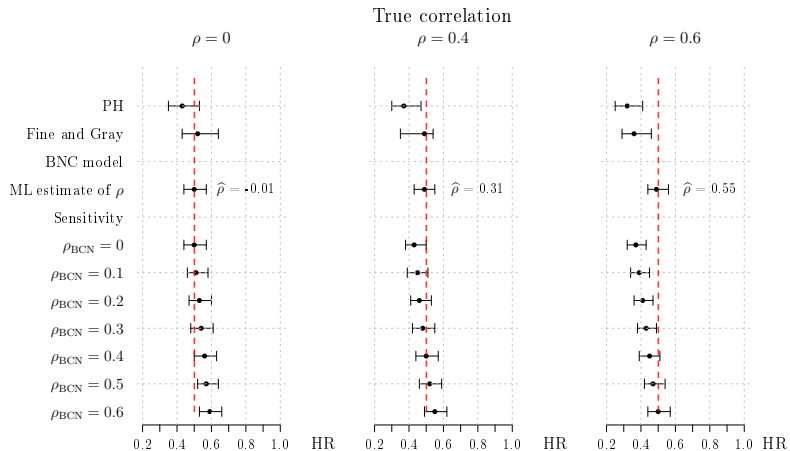 True correlation
ρ = 0
ρ = 0.4
ρ = 0.6
PH
Fine and Gray
BNC model
ML estimate of ρ
ρ̂ = -0.01
ρ̂ = 0.31
ρ̂ = 0.55
Sensitivity
ρBCN = 0
ρBCN = 0.1
ρBCN = 0.2
ρBCN = 0.3
ρBCN = 0.4
ρBCN = 0.5
ρBCN = 0.6
0.2 0.4 0.6 0.8 1.0 HR
0.2 0.4 0.6 0.8 1.0 HR
0.2 0.4 0.6 0.8 1.0 HR